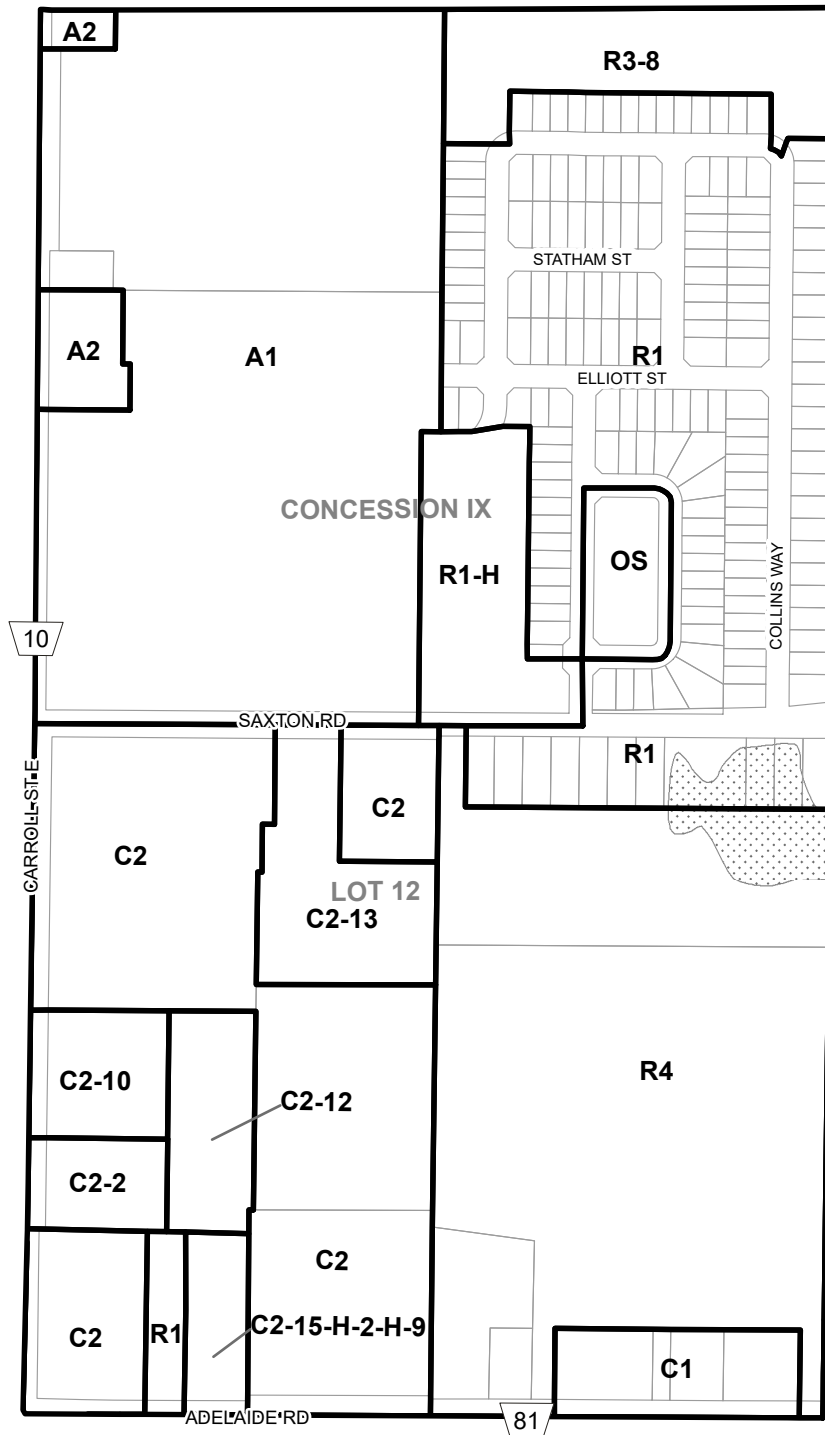 A2
R3-8
STATHAM ST
A2
A1
R1
ELLIOTT ST
CONCESSION IX
OS
R1-H
COLLINS WAY
10
SAXTON RD
R1
CARROLL ST E
C2
C2
LOT 12
C2-13
R4
C2-10
C2-12
C2-2
C2
C2-15-H-2-H-9
R1
C2
C1
ADELAIDE RD
81